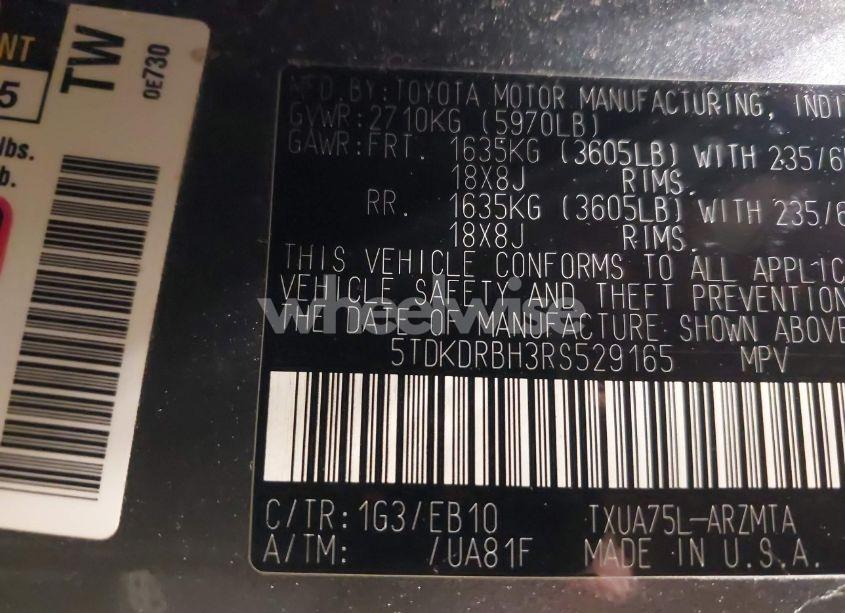 NT
5
lbs.
b.
TW
0E730
MFD. BY: TOYOTA MOTOR MANUFACTURING, INDI
GVWR: 2710KG (5970LB)
GAWR: FRT. 1635KG (3605LB) WITH 235/6
18X8J RIMS.
RR. 1635KG (3605LB) WITH 235/6
18X8J RIMS.
THIS VEHICLE CONFORMS TO ALL APPLIC
VEHICLE SAFETY AND THEFT PREVENTION
THE DATE OF MANUFACTURE SHOWN ABOVE
wheelwise
5TDKDRBH3RS529165 MPV
C/TR: 1G3/EB10 TXUA75L-ARZMTA
A/TM: /UA81F MADE IN U.S.A.